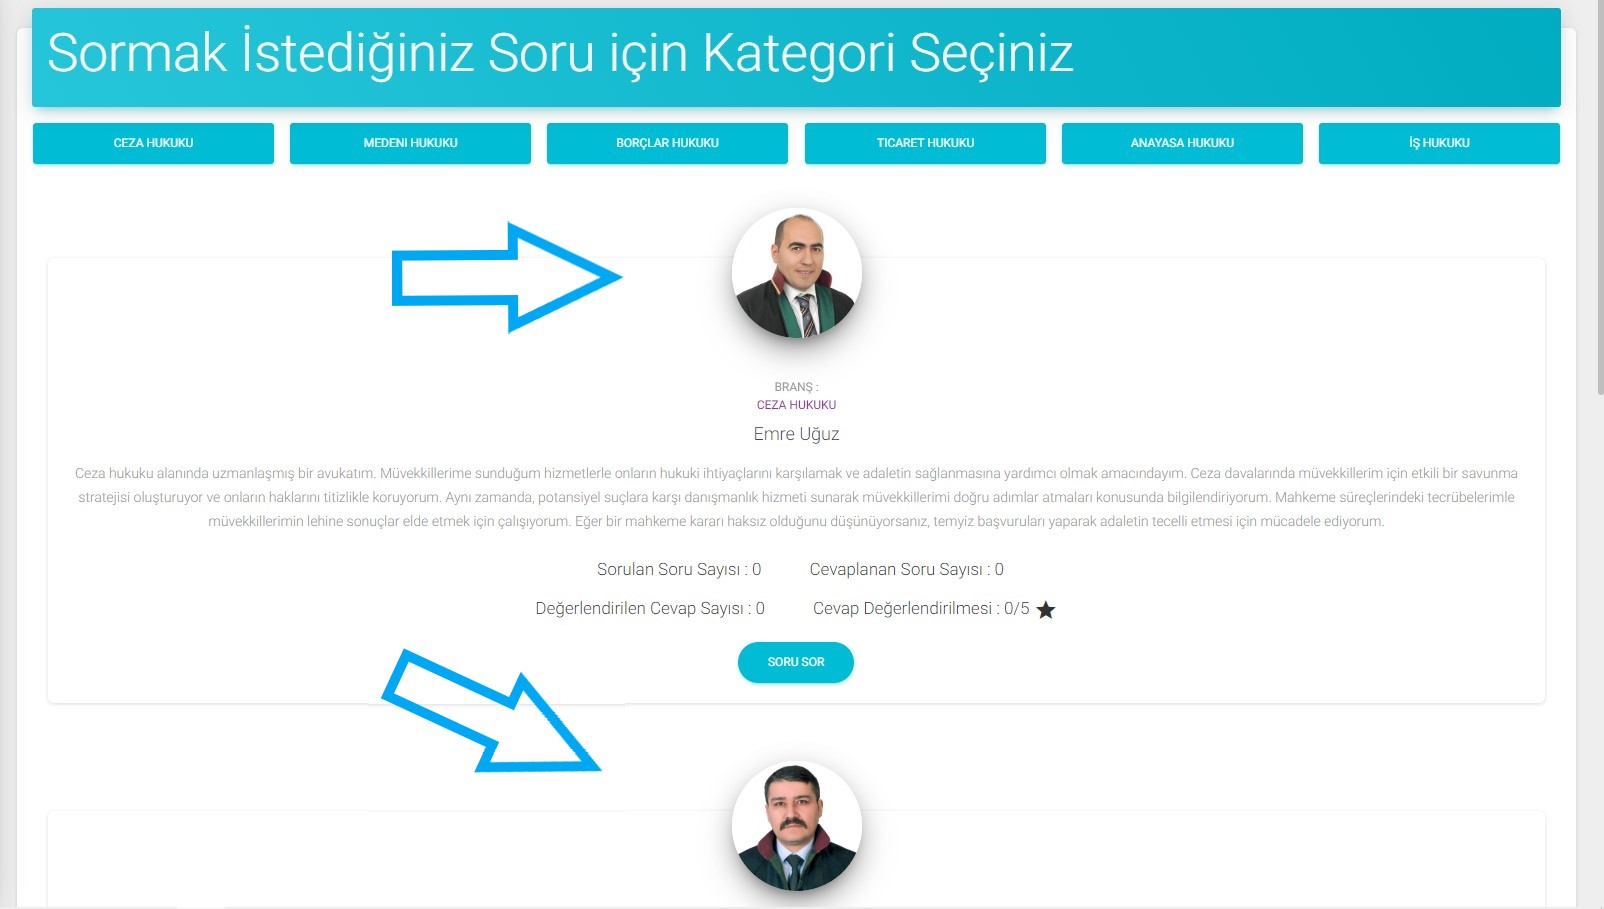 Sormak İstediğiniz Soru için Kategori Seçiniz
CEZA HUKUKU
MEDENI HUKUKU
BORÇLAR HUKUKU
TICARET HUKUKU
ANAYASA HUKUKU
İŞ HUKUKU
BRANŞ :
CEZA HUKUKU
Emre Uğuz
Ceza hukuku alanında uzmanlaşmış bir avukatım. Müvekkillerime sunduğum hizmetlerle onların hukuki ihtiyaçlarını karşılamak ve adaletin sağlanmasına yardımcı olmak amacındayım. Ceza davalarında müvekkillerim için etkili bir savunma
stratejisi oluşturuyor ve onların haklarını titizlikle koruyorum. Aynı zamanda, potansiyel suçlara karşı danışmanlık hizmeti sunarak müvekkillerimi doğru adımlar atmaları konusunda bilgilendiriyorum. Mahkeme süreçlerindeki tecrübelerimle
müvekkillerimin lehine sonuçlar elde etmek için çalışıyorum. Eğer bir mahkeme kararı haksız olduğunu düşünüyorsanız, temyiz başvuruları yaparak adaletin tecelli etmesi için mücadele ediyorum.
Sorulan Soru Sayısı : 0
Cevaplanan Soru Sayısı : 0
Değerlendirilen Cevap Sayısı : 0
Cevap Değerlendirilmesi : 0/5
SORU SOR